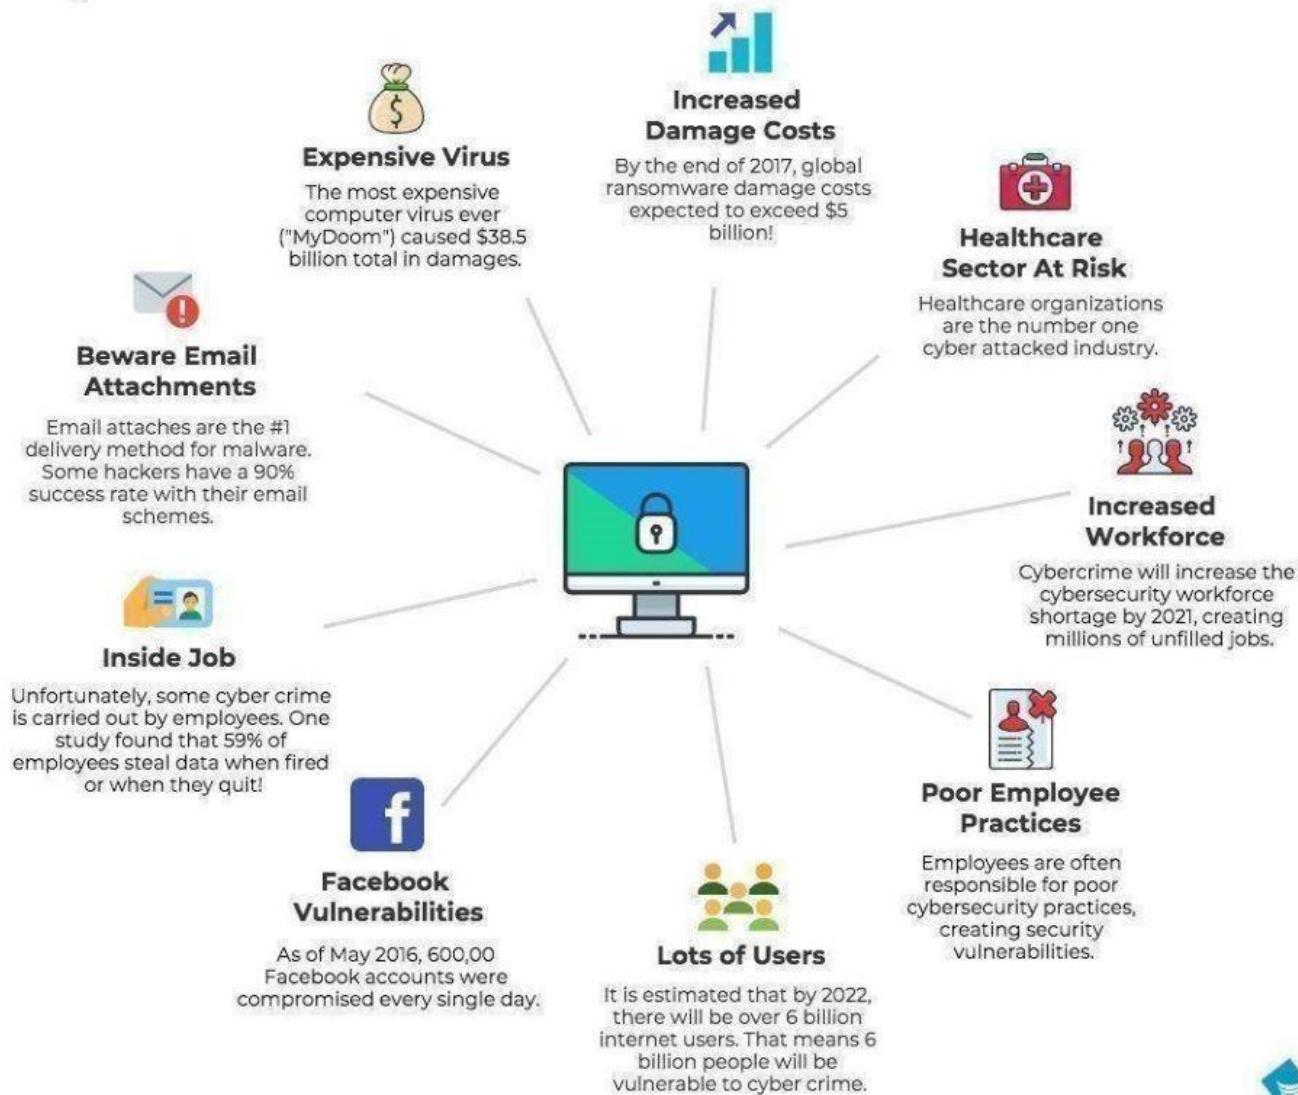 Increased
Damage Costs
By the end of 2017, global
ransomware damage costs
expected to exceed $5
billion!
Expensive Virus
The most expensive
computer virus ever
("MyDoom") caused $38.5
billion total in damages.
Healthcare
Sector At Risk
Healthcare organizations
are the number one
cyber attacked industry.
Beware Email
Attachments
Email attaches are the #1
delivery method for malware.
Some hackers have a 90%
success rate with their email
schemes.
Increased
Workforce
Cybercrime will increase the
cybersecurity workforce
shortage by 2021, creating
millions of unfilled jobs.
Inside Job
Unfortunately, some cyber crime
is carried out by employees. One
study found that 59% of
employees steal data when fired
or when they quit!
Poor Employee
Practices
Employees are often
responsible for poor
cybersecurity practices,
creating security
vulnerabilities.
f
Facebook
Vulnerabilities
As of May 2016, 600,00
Facebook accounts were
compromised every single day.
Lots of Users
It is estimated that by 2022,
there will be over 6 billion
internet users. That means 6
billion people will be
vulnerable to cyber crime.